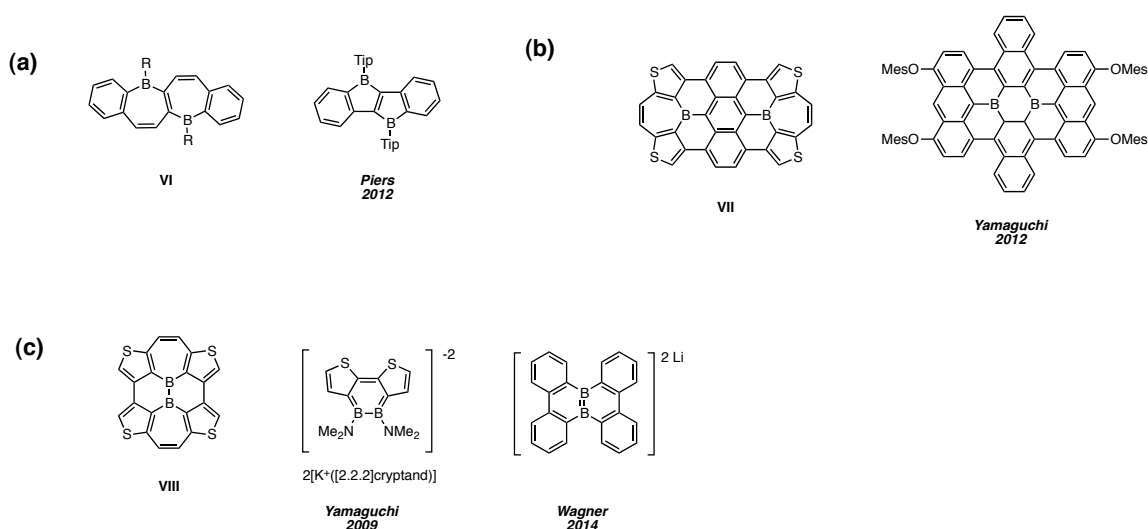 (a)
R
B
B
R
VI
Tip
B
B
Tip
Piers
2012
(b)
S S
B B
S S
VII
MesO OMes
B B
MesO OMes
Yamaguchi
2012
(c)
S S
B
B
S S
VIII
-2
S S
B B
Me2N NMe2
2[K+([2.2.2]cryptand)]
Yamaguchi
2009
2 Li
B
B
Wagner
2014